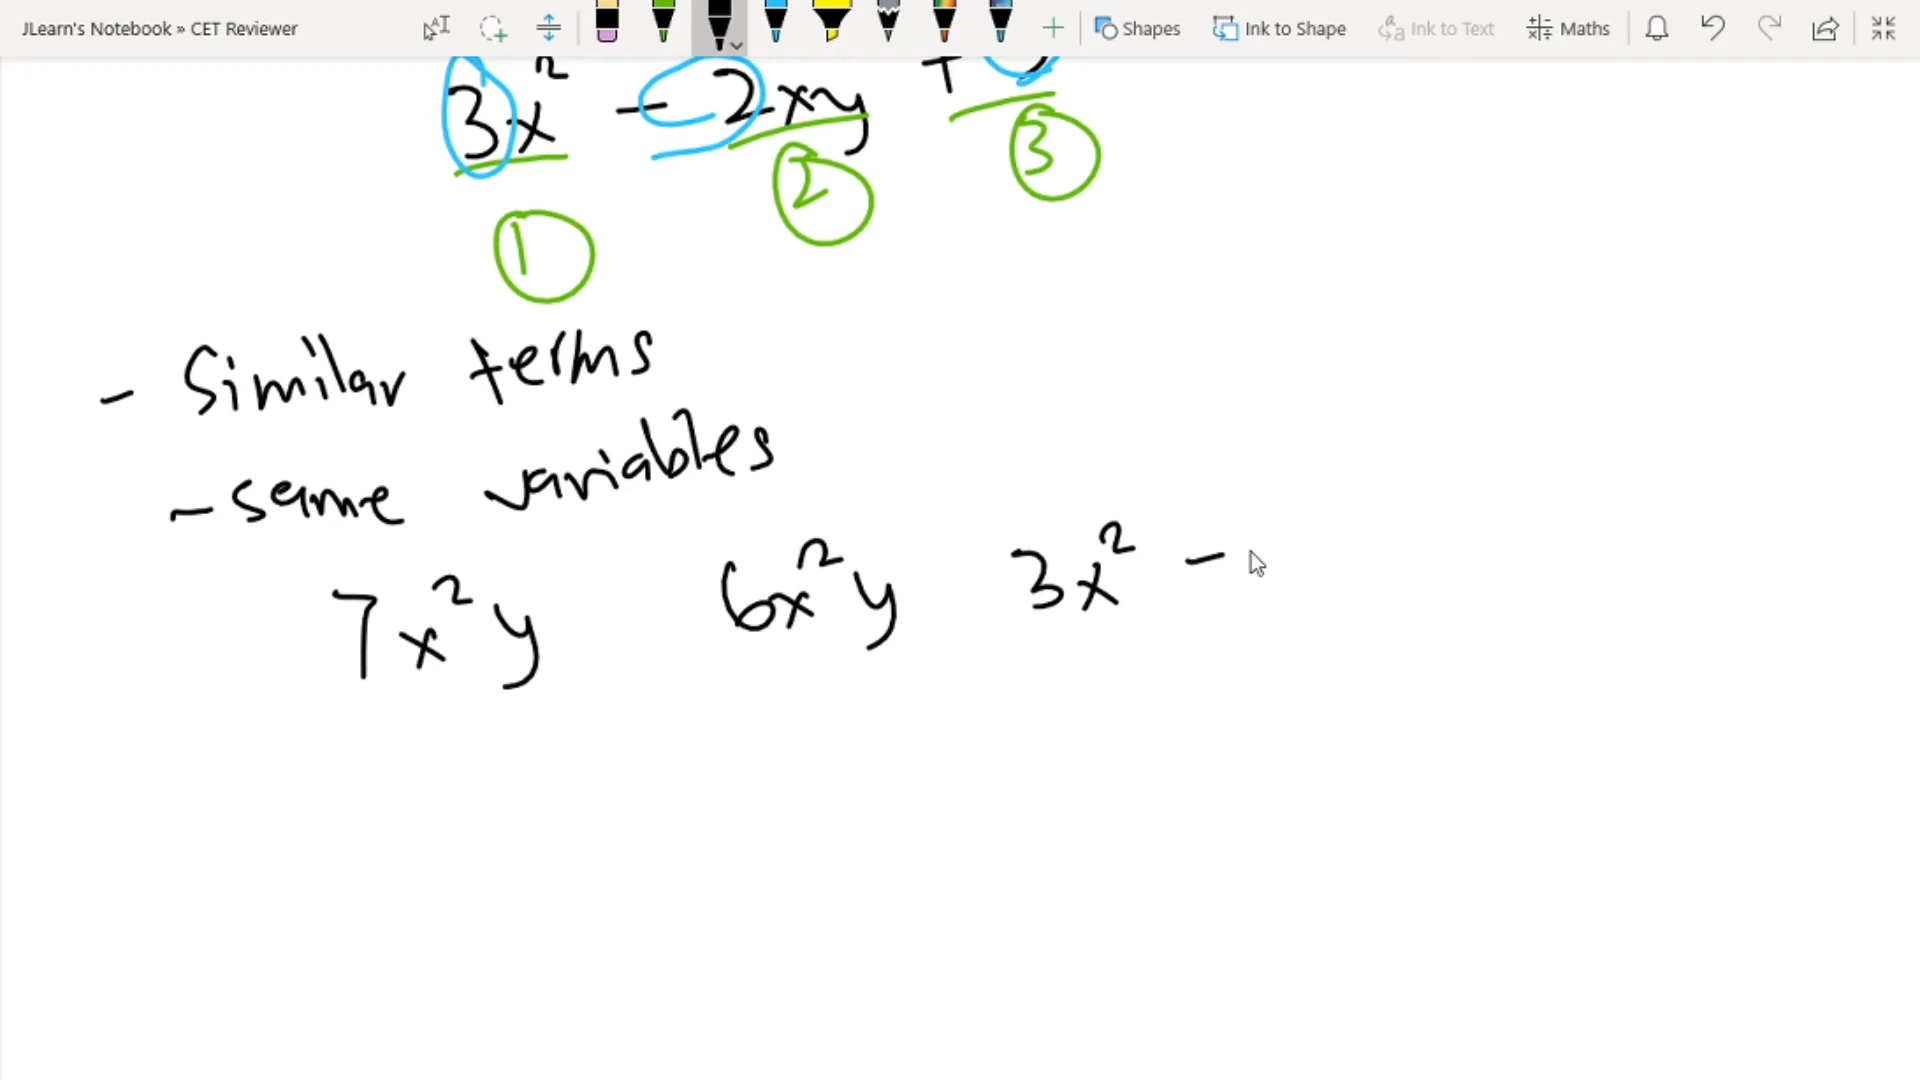 JLearn's Notebook » CET Reviewer Shapes Ink to Shape Ink to Text Maths
3x² - 2xy +
1 2 3
- Similar terms
- same variables
7x²y 6x²y 3x² -